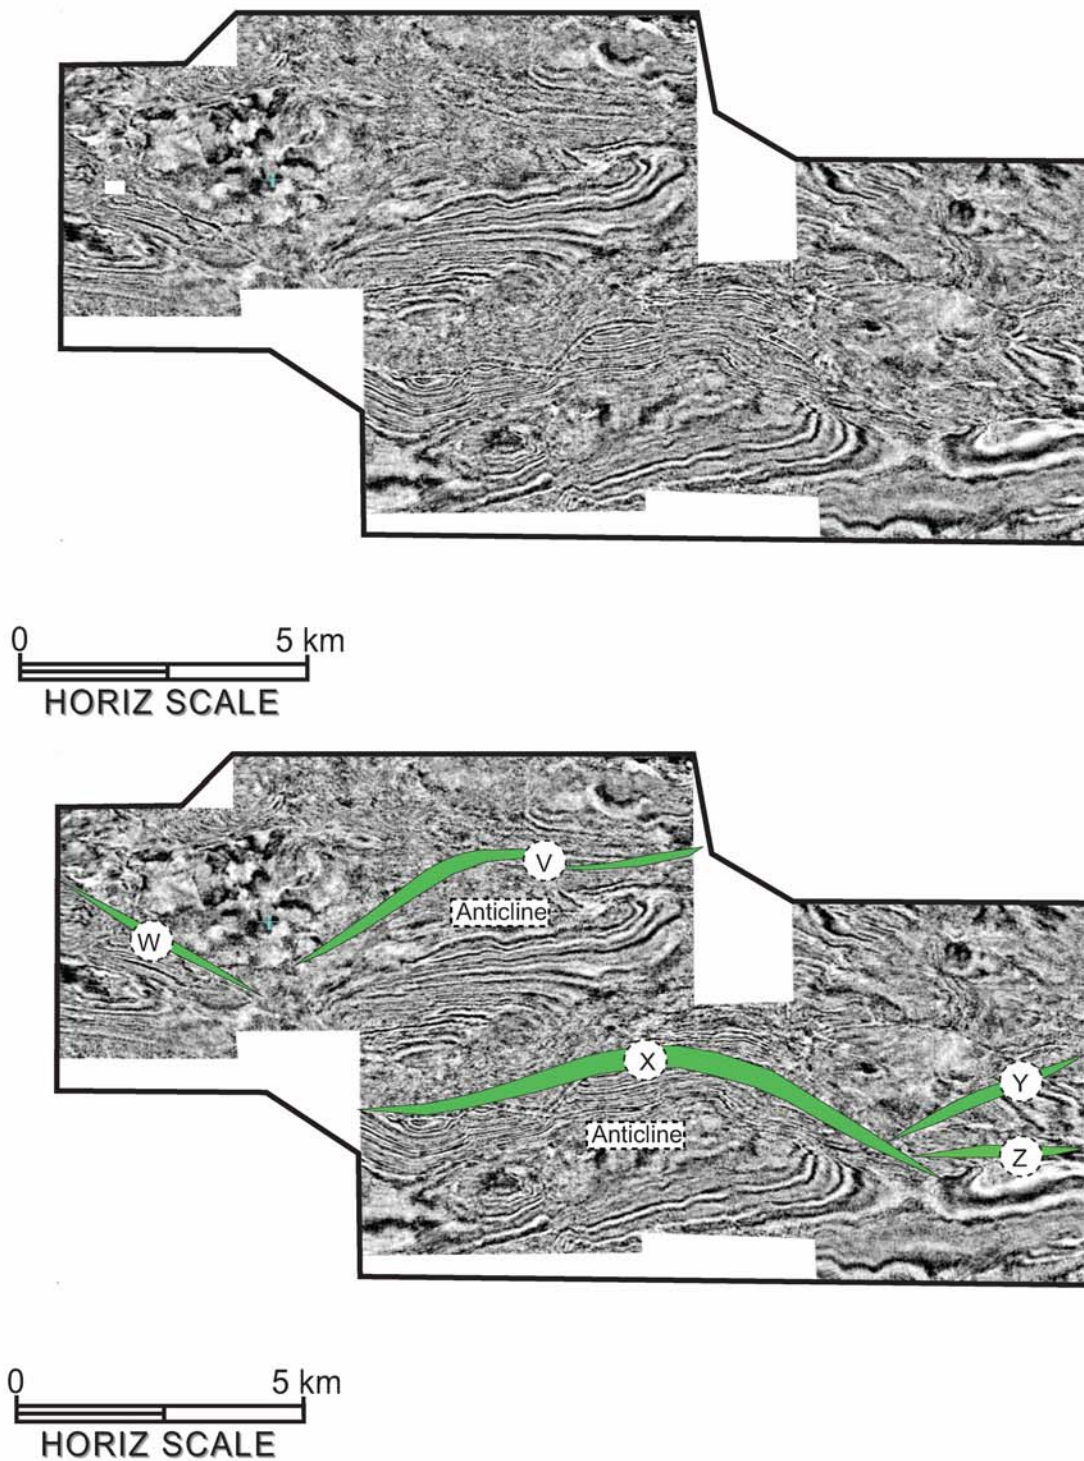 0 5 km
HORIZ SCALE
V
W
Anticline
X
Anticline
Y
Z
0 5 km
HORIZ SCALE